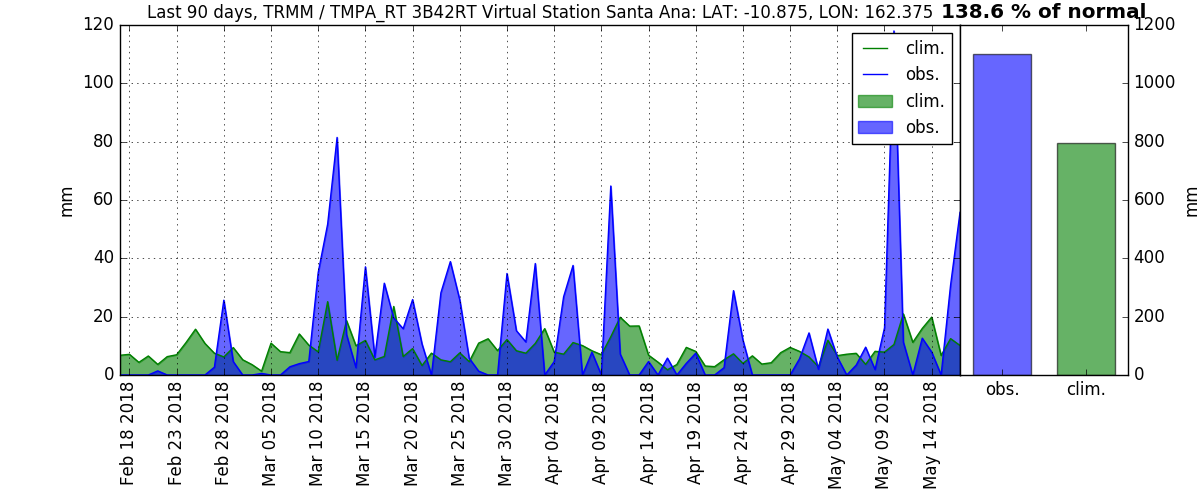 Last 90 days, TRMM / TMPA_RT 3B42RT Virtual Station Santa Ana: LAT: -10.875, LON: 162.375 138.6 % of normal
120
100
80
60
40
20
0
mm
clim.
obs.
clim.
obs.
Feb 18 2018
Feb 23 2018
Feb 28 2018
Mar 05 2018
Mar 10 2018
Mar 15 2018
Mar 20 2018
Mar 25 2018
Mar 30 2018
Apr 04 2018
Apr 09 2018
Apr 14 2018
Apr 19 2018
Apr 24 2018
Apr 29 2018
May 04 2018
May 09 2018
May 14 2018
1200
1000
800
600
400
200
0
mm
obs. clim.